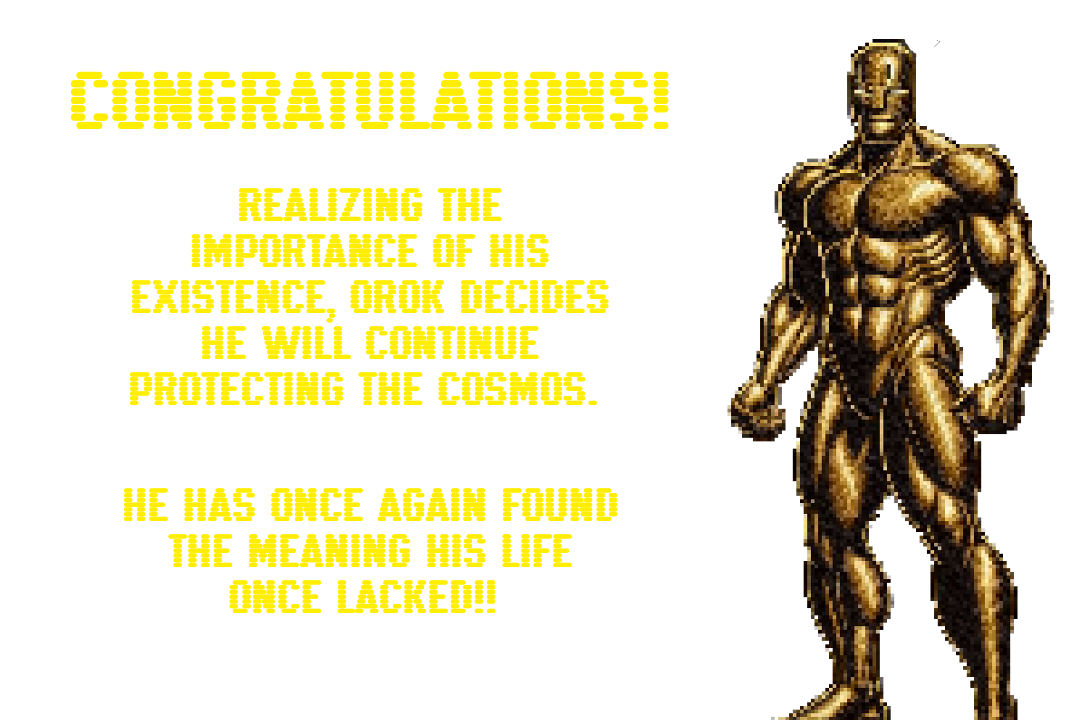 CONGRATULATIONS!
REALIZING THE
IMPORTANCE OF HIS
EXISTENCE, OROK DECIDES
HE WILL CONTINUE
PROTECTING THE COSMOS.
HE HAS ONCE AGAIN FOUND
THE MEANING HIS LIFE
ONCE LACKED!!